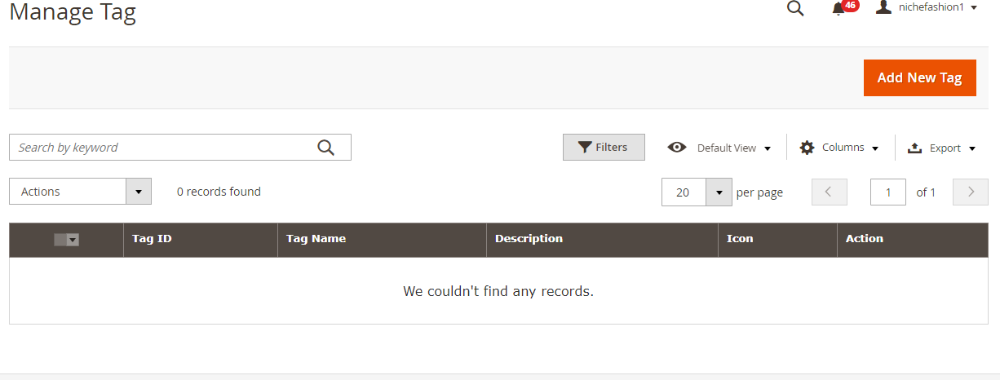 Manage Tag
46
nichefashion1
Add New Tag
Search by keyword
Filters
Default View
Columns
Export
Actions
0 records found
20
per page
1
of 1
Tag ID
Tag Name
Description
Icon
Action
We couldn't find any records.